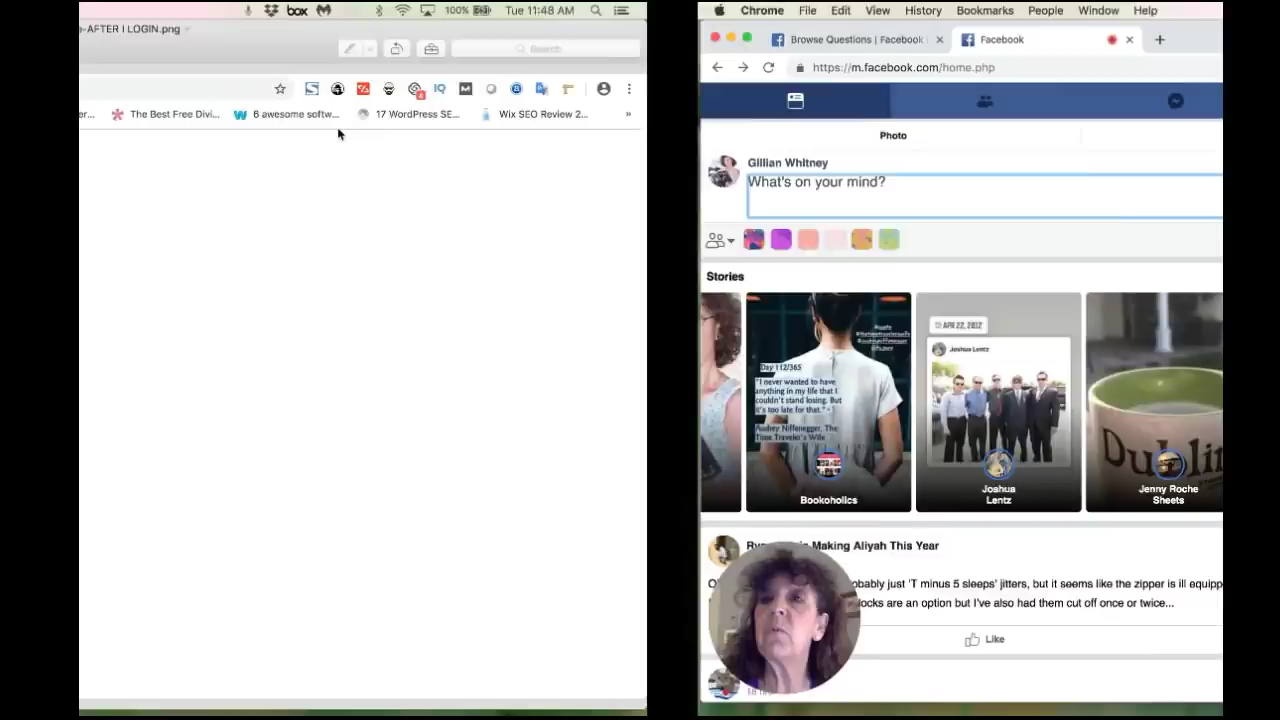 box
100%
Tue 11:48 AM
-AFTER I LOGIN.png
Search
IQ
er...
The Best Free Divi...
6 awesome softw...
17 WordPress SE...
Wix SEO Review 2...
»
Chrome File Edit View History Bookmarks People Window Help
Browse Questions | Facebook
Facebook
https://m.facebook.com/home.php
Photo
Gillian Whitney
What's on your mind?
Stories
Day 112/365
"I never wanted to have
anything in my life that I
couldn't stand losing. But
it's too late for that."
Audrey Niffenegger, The
Time Traveler's Wife
Bookoholics
APR 22, 2012
Joshua Lentz
Joshua
Lentz
Dublin
Jenny Roche
Sheets
Making Aliyah This Year
obably just 'T minus 5 sleeps' jitters, but it seems like the zipper is ill equipp
locks are an option but I've also had them cut off once or twice...
Like